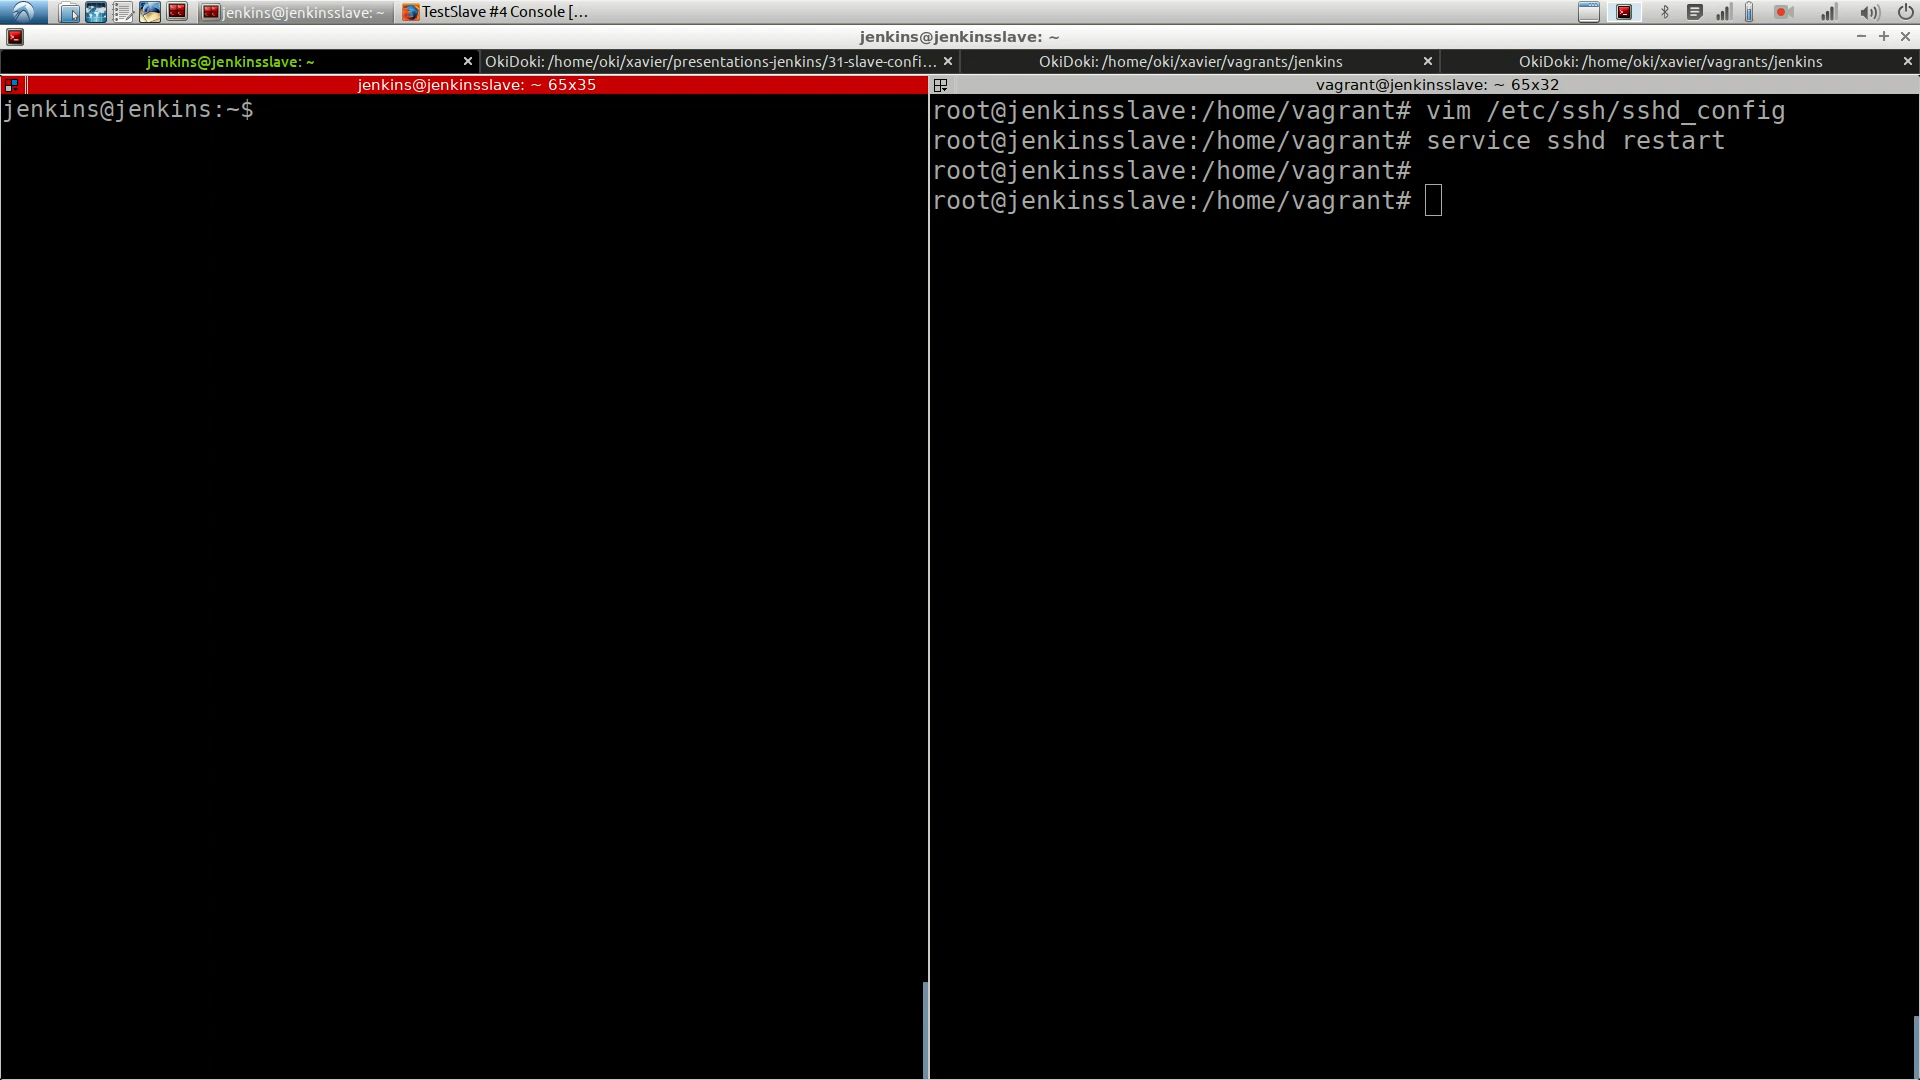 jenkins@jenkinsslave: ~
TestSlave #4 Console [...
jenkins@jenkinsslave: ~
jenkins@jenkinsslave: ~
OkiDoki: /home/oki/xavier/presentations-jenkins/31-slave-confi...
OkiDoki: /home/oki/xavier/vagrants/jenkins
OkiDoki: /home/oki/xavier/vagrants/jenkins
jenkins@jenkinsslave: ~ 65x35
jenkins@jenkins:~$
vagrant@jenkinsslave: ~ 65x32
root@jenkinsslave:/home/vagrant# vim /etc/ssh/sshd_config
root@jenkinsslave:/home/vagrant# service sshd restart
root@jenkinsslave:/home/vagrant#
root@jenkinsslave:/home/vagrant#